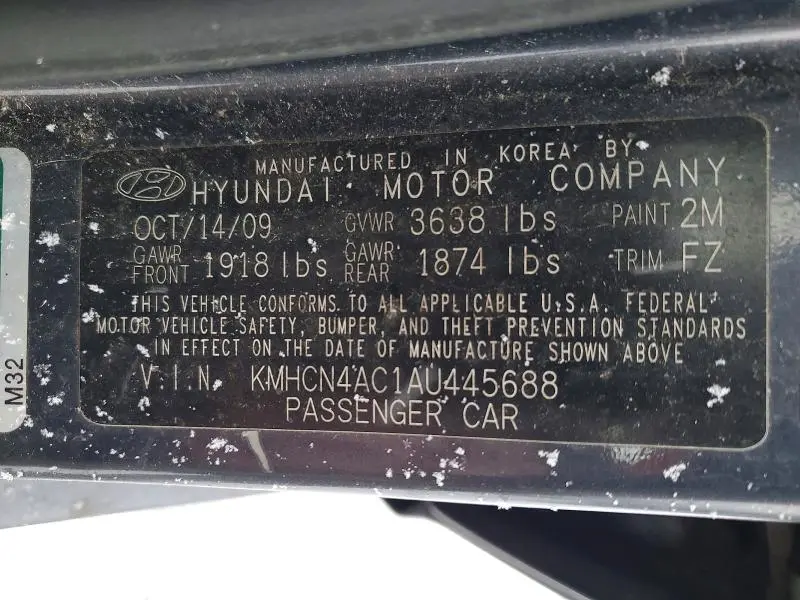 MANUFACTURED IN KOREA BY
HYUNDAI MOTOR COMPANY
OCT/14/09 GVWR 3638 lbs PAINT 2M
GAWR FRONT 1918 lbs GAWR REAR 1874 lbs TRIM FZ
THIS VEHICLE CONFORMS TO ALL APPLICABLE U.S.A. FEDERAL
MOTOR VEHICLE SAFETY, BUMPER, AND THEFT PREVENTION STANDARDS
IN EFFECT ON THE DATE OF MANUFACTURE SHOWN ABOVE
V.I.N. KMHCN4AC1AU445688
PASSENGER CAR
M32